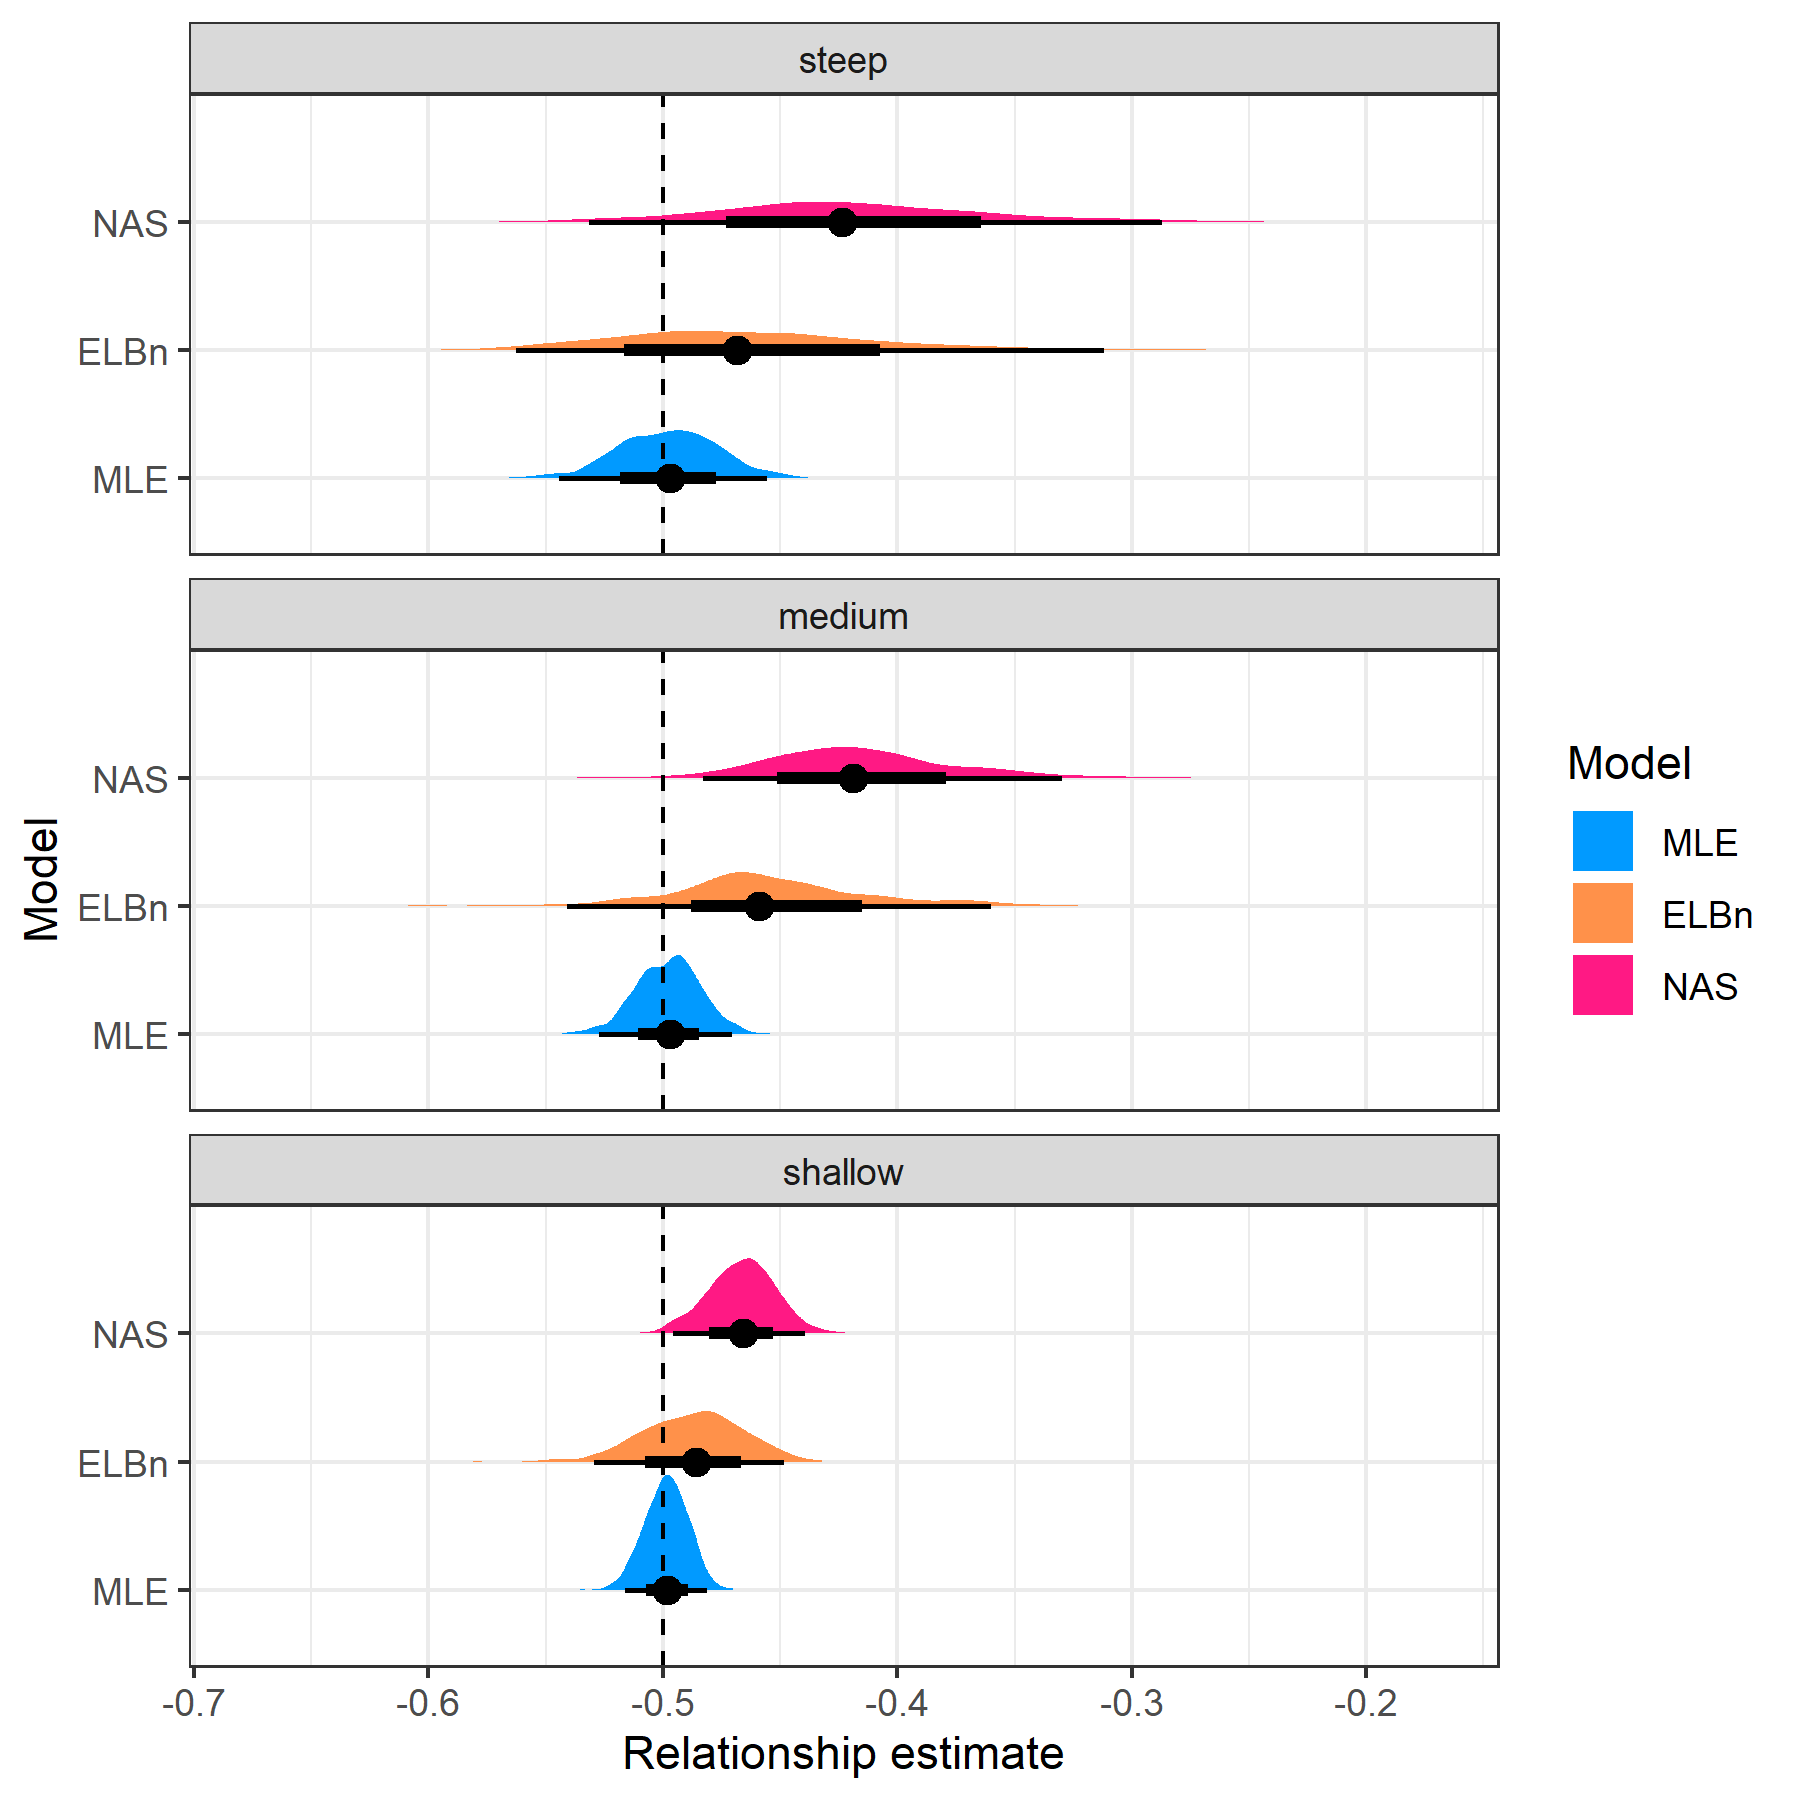 steep
NAS
ELBn
MLE
medium
NAS
ELBn
MLE
shallow
NAS
ELBn
MLE
-0.7 -0.6 -0.5 -0.4 -0.3 -0.2
Relationship estimate
Model
Model
MLE
ELBn
NAS